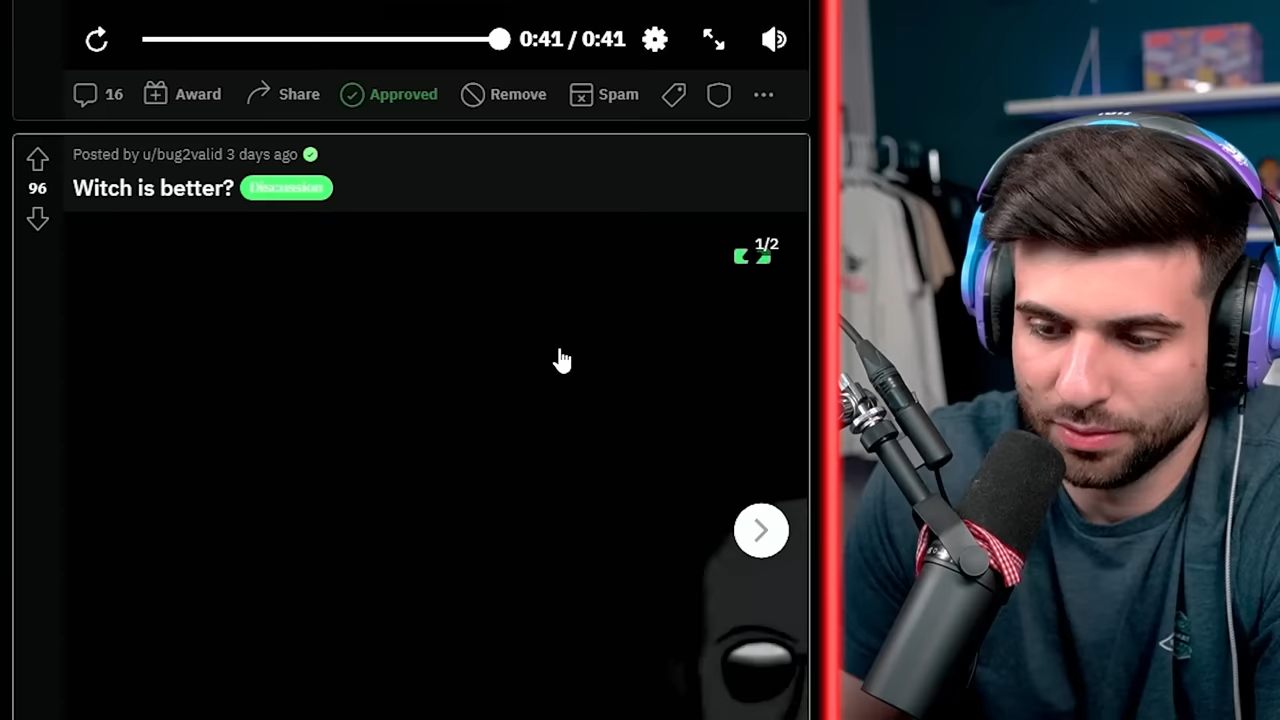 0:41 / 0:41
16 Award Share Approved Remove Spam
Posted by u/bug2valid 3 days ago
96
Witch is better? Discussion
1/2